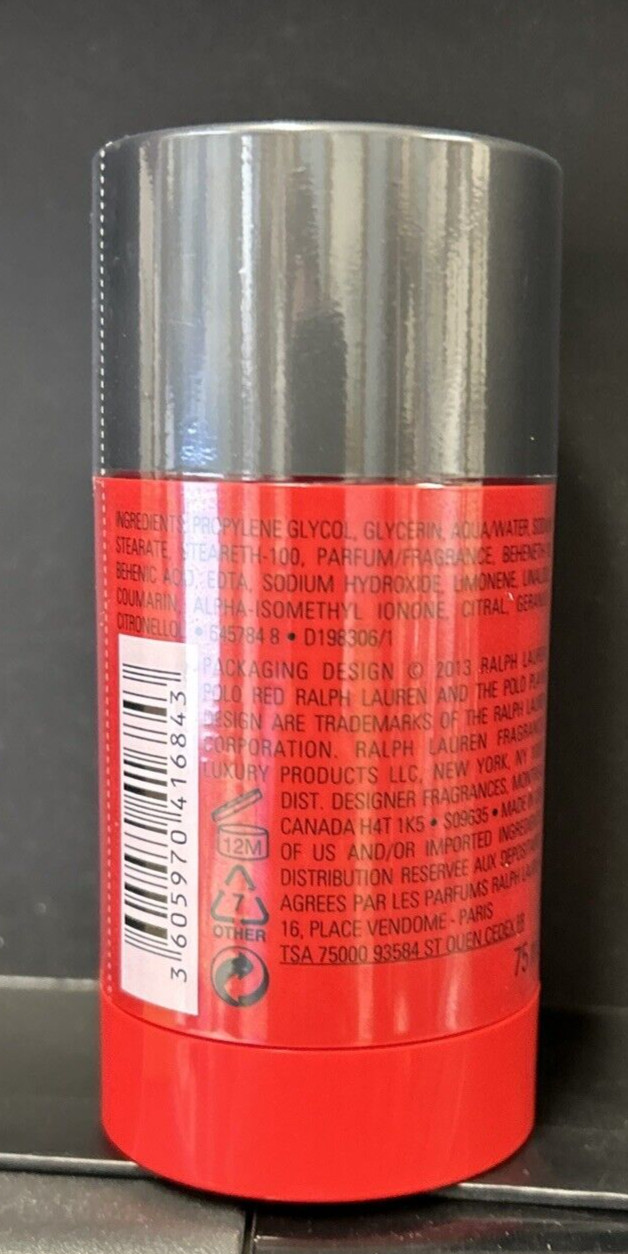 INGREDIENTS: PROPYLENE GLYCOL, GLYCERIN, AQUA/WATER,
STEARATE, STEARETH-100, PARFUM/FRAGRANCE,
BEHENIC ACID, EDTA, SODIUM HYDROXIDE, LIMONENE,
COUMARIN, ALPHA-ISOMETHYL IONONE, CITRAL,
CITRONELLOL • 645784 8 • D198306/1
PACKAGING DESIGN © 2013 RALPH
POLO RED RALPH LAUREN AND THE POLO
DESIGN ARE TRADEMARKS OF THE RALPH
CORPORATION. RALPH LAUREN
LUXURY PRODUCTS LLC, NEW YORK, NY
DIST. DESIGNER FRAGRANCES,
CANADA H4T 1K5 • S09635 • MADE IN
OF US AND/OR IMPORTED
DISTRIBUTION RESERVEE AUX
AGREES PAR LES PARFUMS RALPH
16, PLACE VENDOME - PARIS
TSA 75000 93584 ST OUEN CEDEX
75
12M
7
OTHER
3 605970 416843